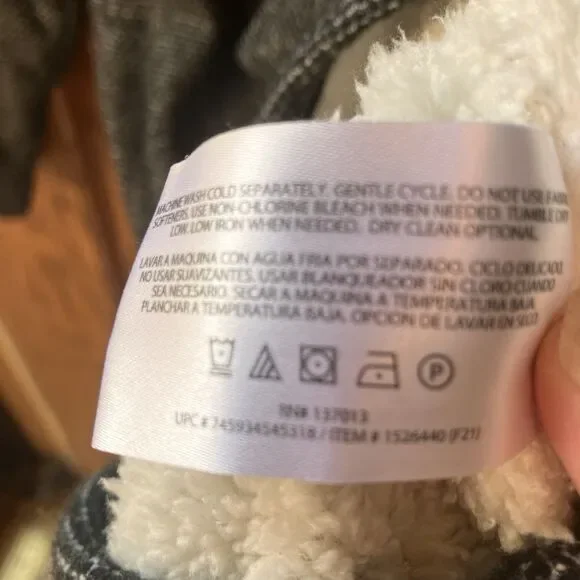 MACHINE WASH COLD SEPARATELY. GENTLE CYCLE. DO NOT USE FABRIC
SOFTENERS. USE NON-CHLORINE BLEACH WHEN NEEDED. TUMBLE DRY
LOW. LOW IRON WHEN NEEDED. DRY CLEAN OPTIONAL.
LAVAR A MAQUINA CON AGUA FRIA POR SEPARADO. CICLO DELICADO.
NO USAR SUAVIZANTES. USAR BLANQUEADOR SIN CLORO CUANDO
SEA NECESARIO. SECAR A MAQUINA A TEMPERATURA BAJA.
PLANCHAR A TEMPERATURA BAJA. OPCION DE LAVAR EN SECO
P
RN# 137013
UPC # 745934545318 / ITEM # 1526440 (F21)